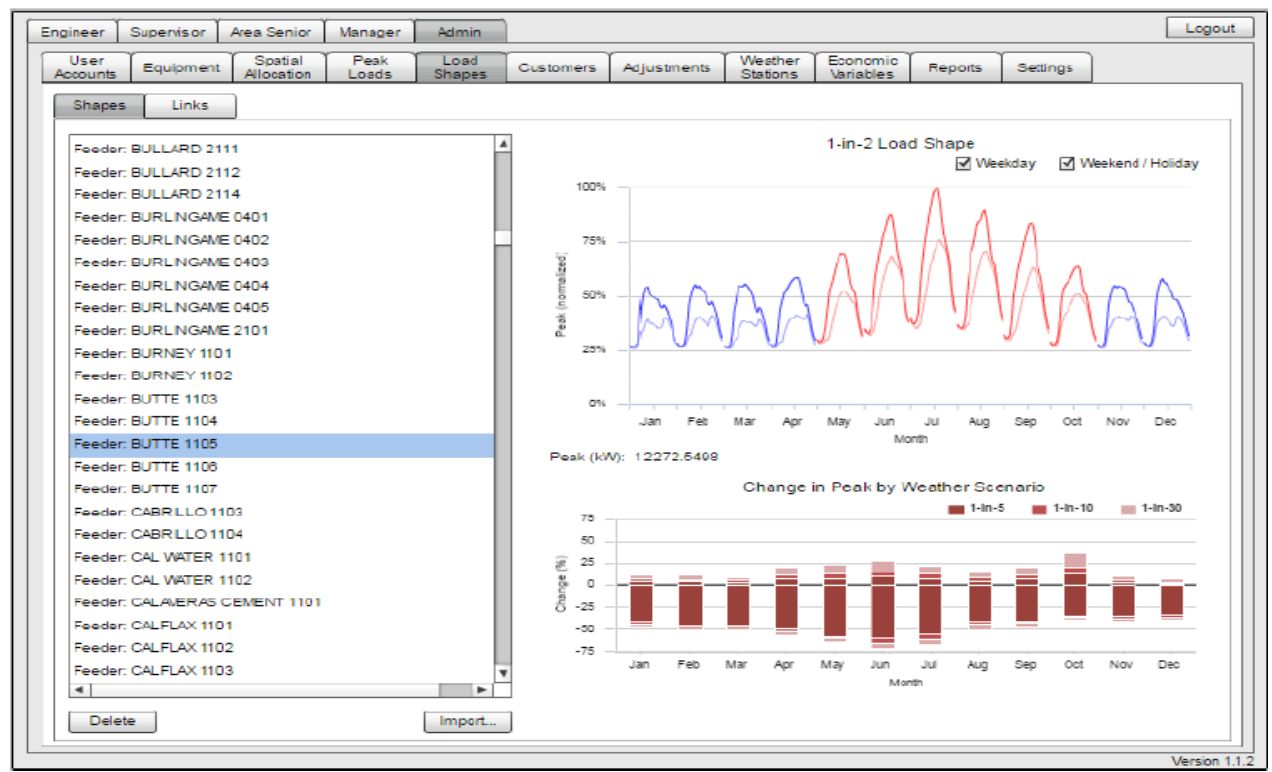 Engineer Supervisor Area Senior Manager Admin Logout
User Accounts Equipment Spatial Allocation Peak Loads Load Shapes Customers Adjustments Weather Stations Economic Variables Reports Settings
Shapes Links
Feeder: BULLARD 2111
Feeder: BULLARD 2112
Feeder: BULLARD 2114
Feeder: BURLINGAME 0401
Feeder: BURLINGAME 0402
Feeder: BURLINGAME 0403
Feeder: BURLINGAME 0404
Feeder: BURLINGAME 0405
Feeder: BURLINGAME 2101
Feeder: BURNEY 1101
Feeder: BURNEY 1102
Feeder: BUTTE 1103
Feeder: BUTTE 1104
Feeder: BUTTE 1105
Feeder: BUTTE 1106
Feeder: BUTTE 1107
Feeder: CABRILLO 1103
Feeder: CABRILLO 1104
Feeder: CAL WATER 1101
Feeder: CAL WATER 1102
Feeder: CALAVERAS CEMENT 1101
Feeder: CALFLAX 1101
Feeder: CALFLAX 1102
Feeder: CALFLAX 1103
Delete Import...
1-in-2 Load Shape
Weekday Weekend / Holiday
Peak (normalized)
100%
75%
50%
25%
0%
Jan Feb Mar Apr May Jun Jul Aug Sep Oct Nov Dec
Month
Peak (kW): 12272.5498
Change in Peak by Weather Scenario
1-in-5 1-in-10 1-in-30
Change (%)
75
50
25
0
-25
-50
-75
Jan Feb Mar Apr May Jun Jul Aug Sep Oct Nov Dec
Month
Version 1.1.2